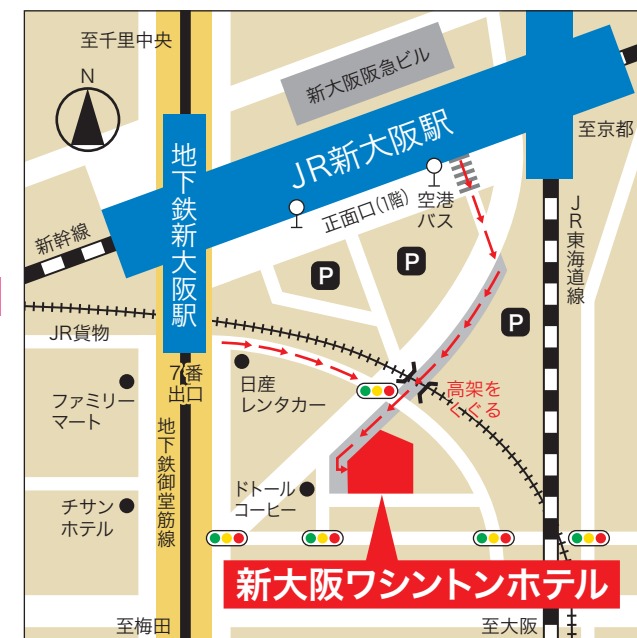 至千里中央
N
新大阪阪急ビル
JR新大阪駅
至京都
地下鉄新大阪駅
正面口(1階)
空港
バス
新幹線
JR東海道線
P
P
P
JR貨物
7番
出口
日産
レンタカー
高架を
くぐる
ファミリー
マート
地下鉄御堂筋線
ドトール
コーヒー
チサン
ホテル
新大阪ワシントンホテル
至梅田
至大阪